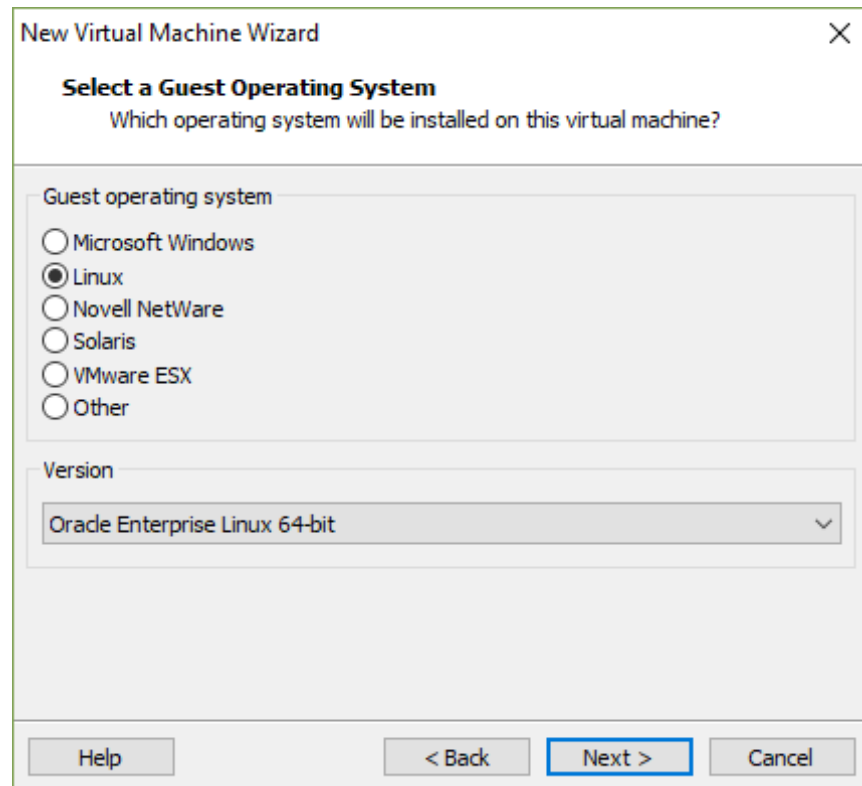 New Virtual Machine Wizard
Select a Guest Operating System
Which operating system will be installed on this virtual machine?
Guest operating system
Microsoft Windows
Linux
Novell NetWare
Solaris
VMware ESX
Other
Version
Oracle Enterprise Linux 64-bit
Help < Back Next > Cancel